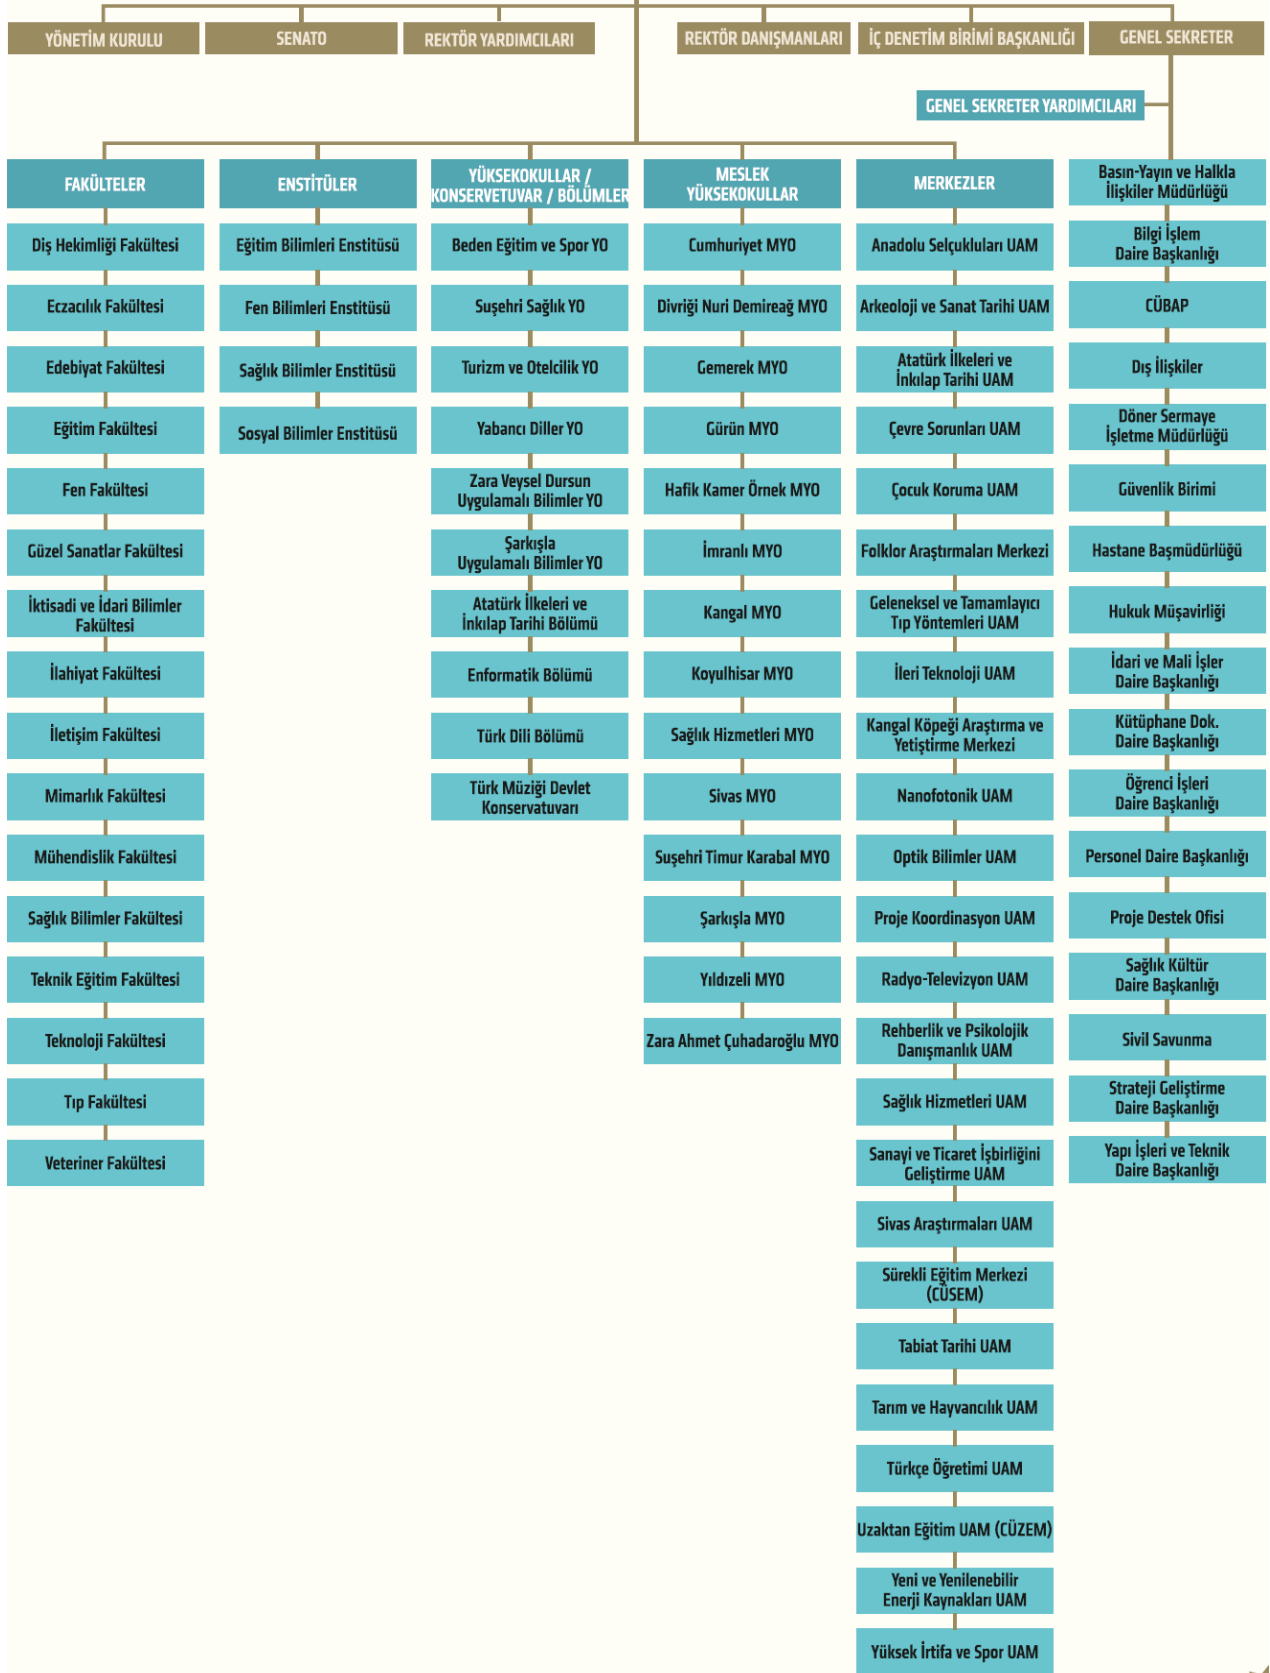 YÖNETİM KURULU
SENATO
REKTÖR YARDIMCILARI
REKTÖR DANIŞMANLARI
İÇ DENETİM BİRİMİ BAŞKANLIĞI
GENEL SEKRETER
GENEL SEKRETER YARDIMCILARI
FAKÜLTELER
Diş Hekimliği Fakültesi
Eczacılık Fakültesi
Edebiyat Fakültesi
Eğitim Fakültesi
Fen Fakültesi
Güzel Sanatlar Fakültesi
İktisadi ve İdari Bilimler
Fakültesi
İlahiyat Fakültesi
İletişim Fakültesi
Mimarlık Fakültesi
Mühendislik Fakültesi
Sağlık Bilimler Fakültesi
Teknik Eğitim Fakültesi
Teknoloji Fakültesi
Tıp Fakültesi
Veteriner Fakültesi
ENSTİTÜLER
Eğitim Bilimleri Enstitüsü
Fen Bilimleri Enstitüsü
Sağlık Bilimler Enstitüsü
Sosyal Bilimler Enstitüsü
YÜKSEKOKULLAR /
KONSERVETUVAR / BÖLÜMLER
Beden Eğitim ve Spor YO
Suşehri Sağlık YO
Turizm ve Otelcilik YO
Yabancı Diller YO
Zara Veysel Dursun
Uygulamalı Bilimler YO
Şarkışla
Uygulamalı Bilimler YO
Atatürk İlkeleri ve
İnkılap Tarihi Bölümü
Enformatik Bölümü
Türk Dili Bölümü
Türk Müziği Devlet
Konservatuvarı
MESLEK
YÜKSEKOKULLAR
Cumhuriyet MYO
Divriği Nuri Demireağ MYO
Gemerek MYO
Gürün MYO
Hafik Kamer Örnek MYO
İmranlı MYO
Kangal MYO
Koyulhisar MYO
Sağlık Hizmetleri MYO
Sivas MYO
Suşehri Timur Karabal MYO
Şarkışla MYO
Yıldızeli MYO
Zara Ahmet Çuhadaroğlu MYO
MERKEZLER
Anadolu Selçukluları UAM
Arkeoloji ve Sanat Tarihi UAM
Atatürk İlkeleri ve
İnkılap Tarihi UAM
Çevre Sorunları UAM
Çocuk Koruma UAM
Folklor Araştırmaları Merkezi
Geleneksel ve Tamamlayıcı
Tıp Yöntemleri UAM
İleri Teknoloji UAM
Kangal Köpeği Araştırma ve
Yetiştirme Merkezi
Nanofotonik UAM
Optik Bilimler UAM
Proje Koordinasyon UAM
Radyo-Televizyon UAM
Rehberlik ve Psikolojik
Danışmanlık UAM
Sağlık Hizmetleri UAM
Sanayi ve Ticaret İşbirliğini
Geliştirme UAM
Sivas Araştırmaları UAM
Sürekli Eğitim Merkezi
(CÜSEM)
Tabiat Tarihi UAM
Tarım ve Hayvancılık UAM
Türkçe Öğretimi UAM
Uzaktan Eğitim UAM (CÜZEM)
Yeni ve Yenilenebilir
Enerji Kaynakları UAM
Yüksek İrtifa ve Spor UAM
Basın-Yayın ve Halkla
İlişkiler Müdürlüğü
Bilgi İşlem
Daire Başkanlığı
CÜBAP
Dış İlişkiler
Döner Sermaye
İşletme Müdürlüğü
Güvenlik Birimi
Hastane Başmüdürlüğü
Hukuk Müşavirliği
İdari ve Mali İşler
Daire Başkanlığı
Kütüphane Dok.
Daire Başkanlığı
Öğrenci İşleri
Daire Başkanlığı
Personel Daire Başkanlığı
Proje Destek Ofisi
Sağlık Kültür
Daire Başkanlığı
Sivil Savunma
Strateji Geliştirme
Daire Başkanlığı
Yapı İşleri ve Teknik
Daire Başkanlığı